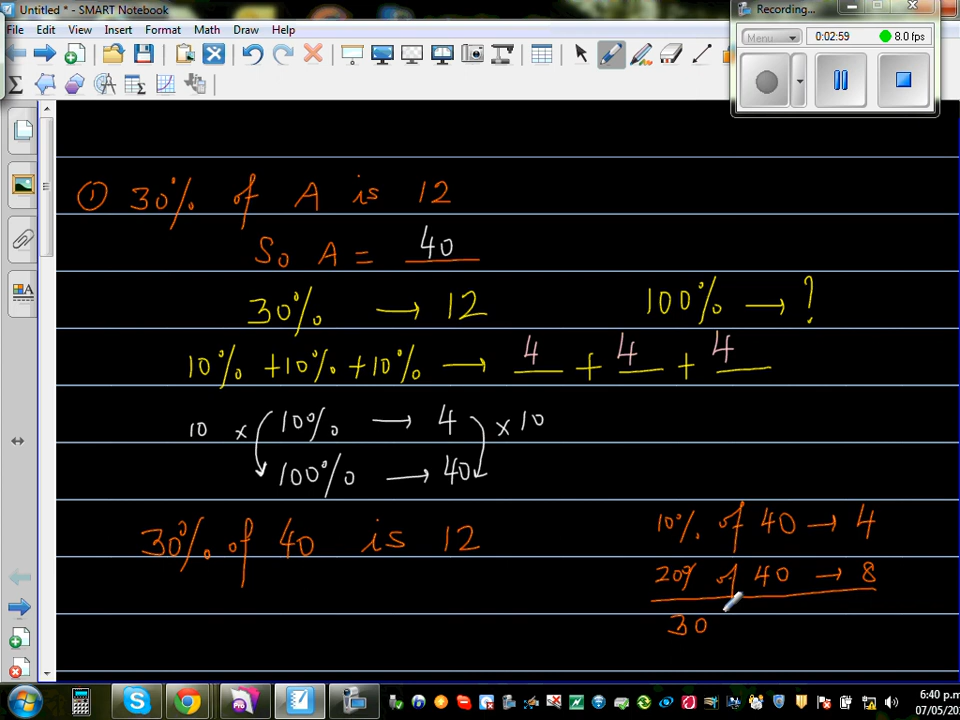 Untitled * - SMART Notebook
Recording...
File Edit View Insert Format Math Draw Help
Menu 0:02:59 8.0 fps
① 30% of A is 12
So A = 40
30% → 12 100% → ?
10% + 10% + 10% → 4 + 4 + 4
10 × 10% → 4 × 10
100% → 40
30% of 40 is 12
10% of 40 → 4
20% of 40 → 8
30
6:40 p.m
07/05/20